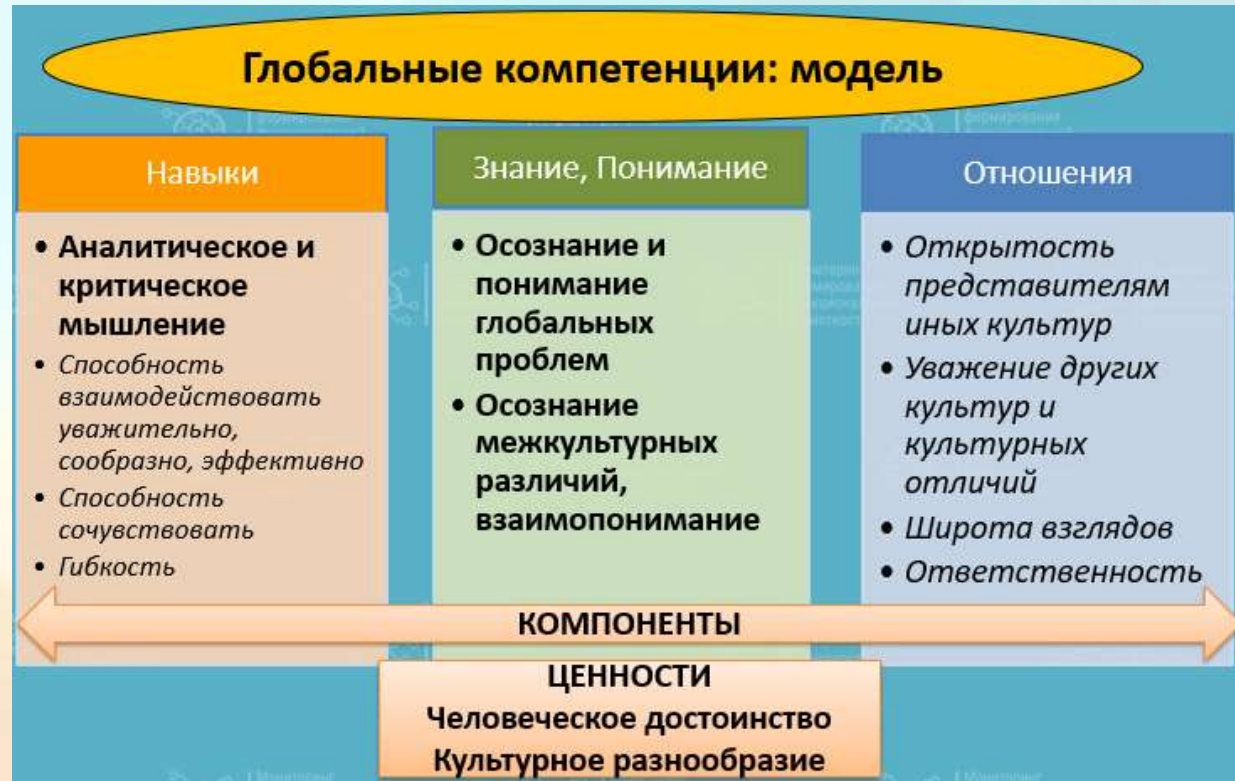 Глобальные компетенции: модель
Навыки
• Аналитическое и
критическое
мышление
• Способность
взаимодействовать
уважительно,
сообразно, эффективно
• Способность
сочувствовать
• Гибкость
Знание, Понимание
• Осознание и
понимание
глобальных
проблем
• Осознание
межкультурных
различий,
взаимопонимание
Отношения
• Открытость
представителям
иных культур
• Уважение других
культур и
культурных
отличий
• Широта взглядов
• Ответственность
КОМПОНЕНТЫ
ЦЕННОСТИ
Человеческое достоинство
Культурное разнообразие